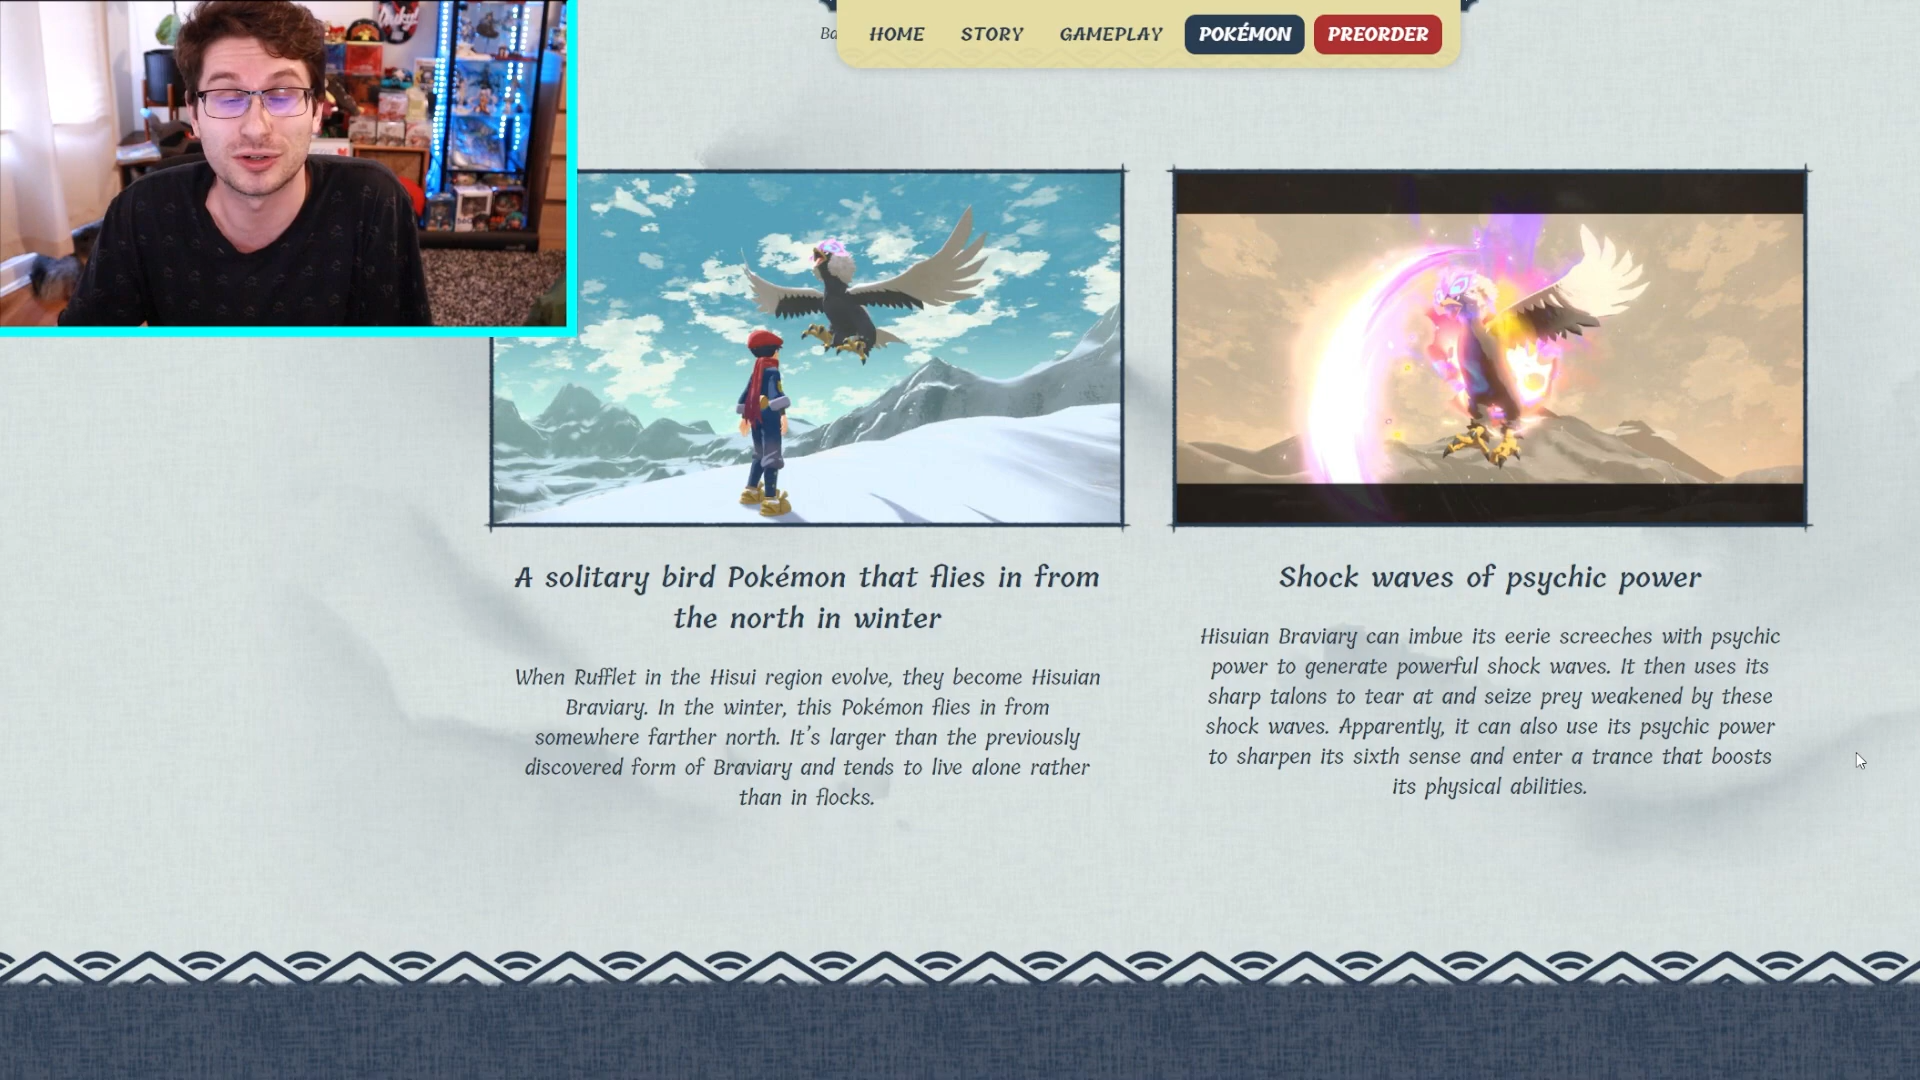 HOME STORY GAMEPLAY POKÉMON PREORDER
A solitary bird Pokémon that flies in from
the north in winter
When Rufflet in the Hisui region evolve, they become Hisuian
Braviary. In the winter, this Pokémon flies in from
somewhere farther north. It's larger than the previously
discovered form of Braviary and tends to live alone rather
than in flocks.
Shock waves of psychic power
Hisuian Braviary can imbue its eerie screeches with psychic
power to generate powerful shock waves. It then uses its
sharp talons to tear at and seize prey weakened by these
shock waves. Apparently, it can also use its psychic power
to sharpen its sixth sense and enter a trance that boosts
its physical abilities.